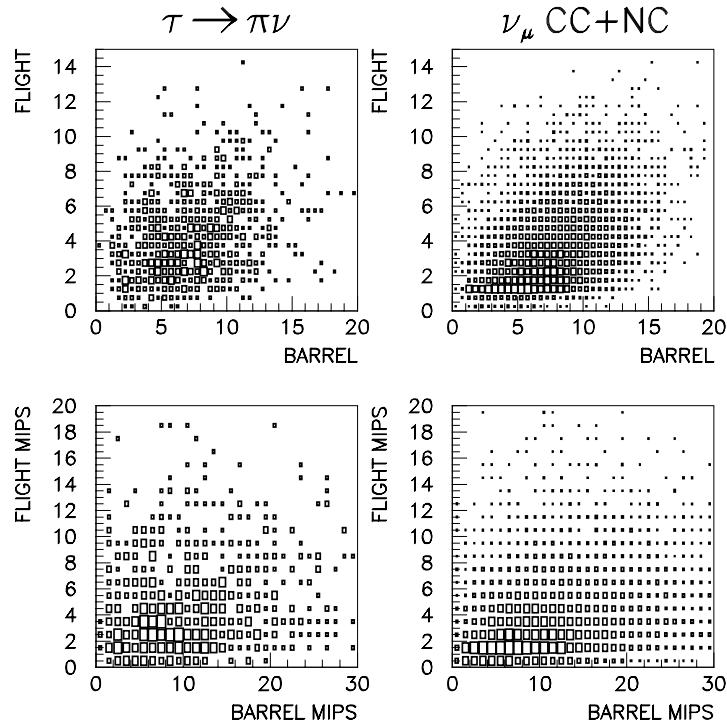 τ → πν
ν_μ CC+NC
FLIGHT
14
12
10
8
6
4
2
0
0 5 10 15 20
BARREL
FLIGHT
14
12
10
8
6
4
2
0
0 5 10 15 20
BARREL
FLIGHT MIPS
20
18
16
14
12
10
8
6
4
2
0
0 10 20 30
BARREL MIPS
FLIGHT MIPS
20
18
16
14
12
10
8
6
4
2
0
0 10 20 30
BARREL MIPS